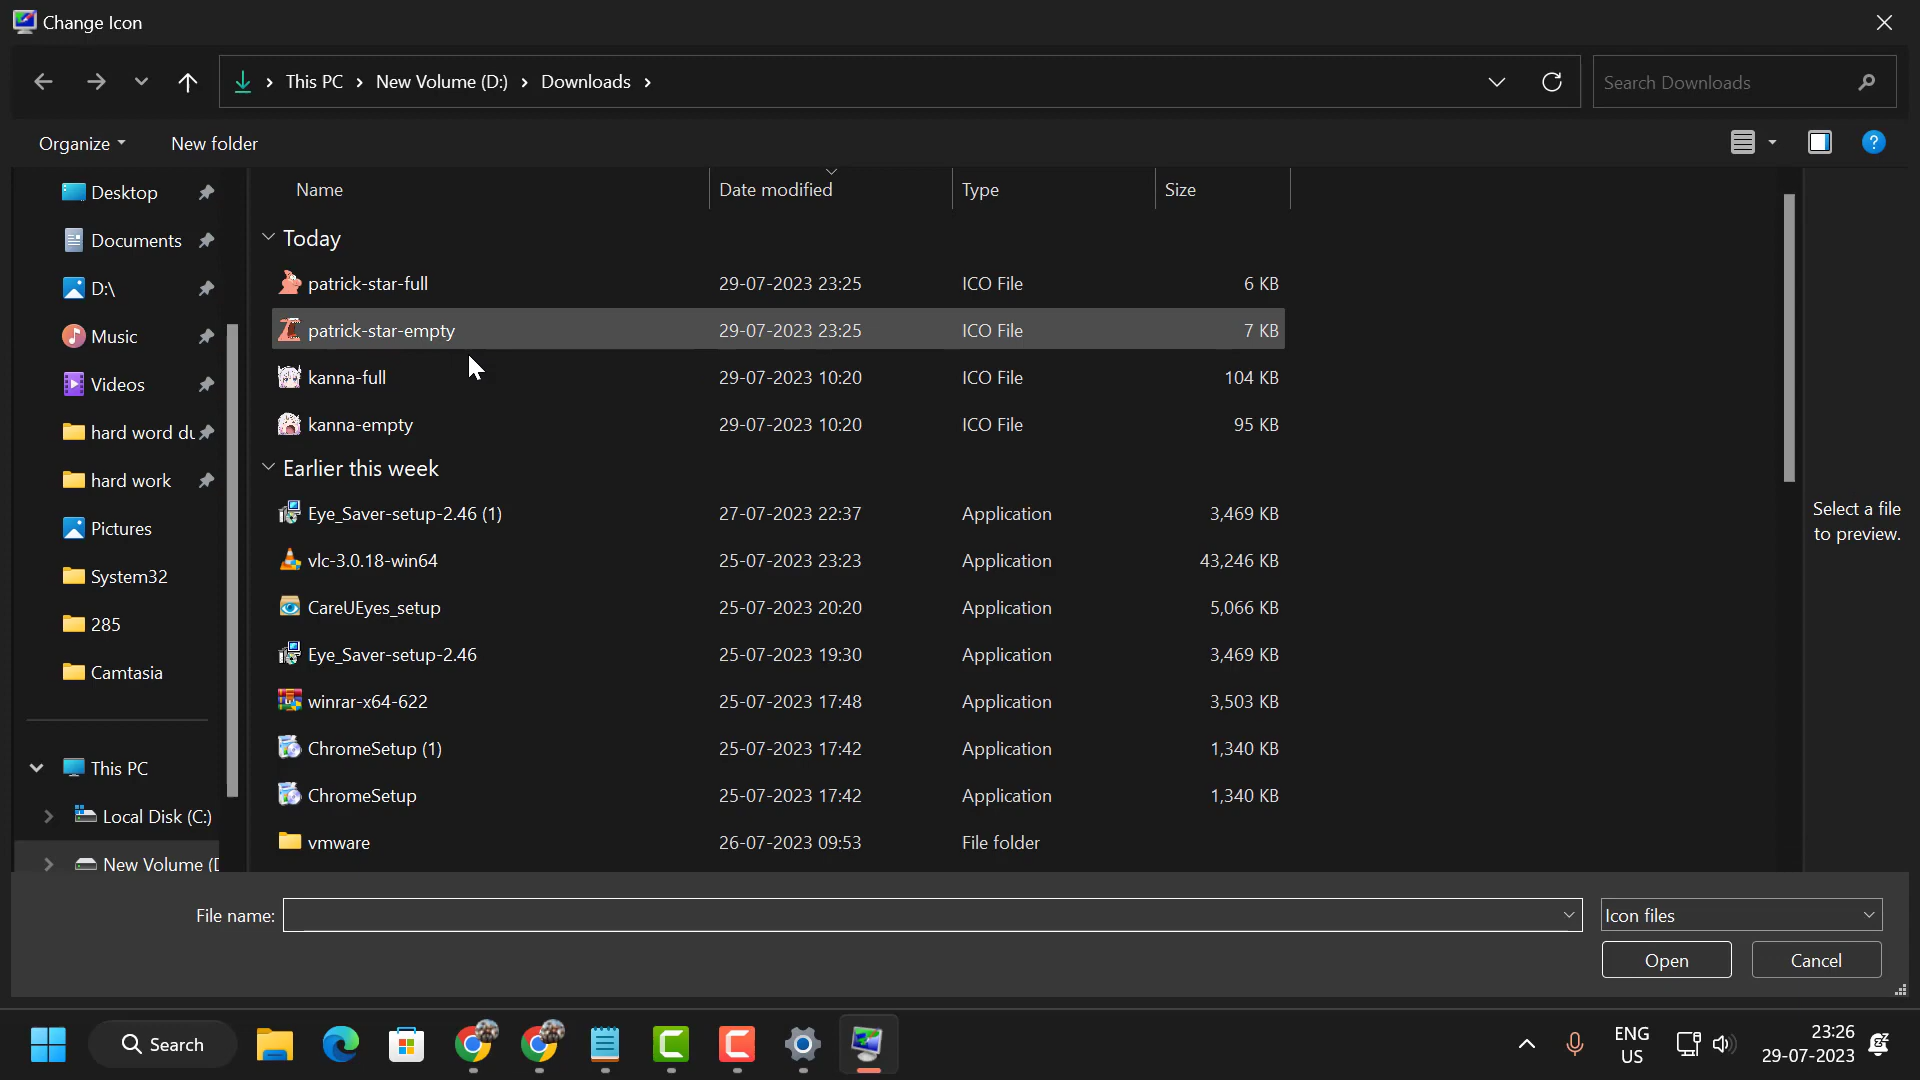 Change Icon
This PC
New Volume (D:)
Downloads
Search Downloads
Organize
New folder
Desktop
Documents
D:\
Music
Videos
hard word du
hard work
Pictures
System32
285
Camtasia
This PC
Local Disk (C:)
New Volume (D
Name Date modified Type Size
Today
patrick-star-full 29-07-2023 23:25 ICO File 6 KB
patrick-star-empty 29-07-2023 23:25 ICO File 7 KB
kanna-full 29-07-2023 10:20 ICO File 104 KB
kanna-empty 29-07-2023 10:20 ICO File 95 KB
Earlier this week
Eye_Saver-setup-2.46 (1) 27-07-2023 22:37 Application 3,469 KB
vlc-3.0.18-win64 25-07-2023 23:23 Application 43,246 KB
CareUEyes_setup 25-07-2023 20:20 Application 5,066 KB
Eye_Saver-setup-2.46 25-07-2023 19:30 Application 3,469 KB
winrar-x64-622 25-07-2023 17:48 Application 3,503 KB
ChromeSetup (1) 25-07-2023 17:42 Application 1,340 KB
ChromeSetup 25-07-2023 17:42 Application 1,340 KB
vmware 26-07-2023 09:53 File folder
Select a file
to preview.
File name:
Icon files
Open
Cancel
Search
ENG
US
23:26
29-07-2023